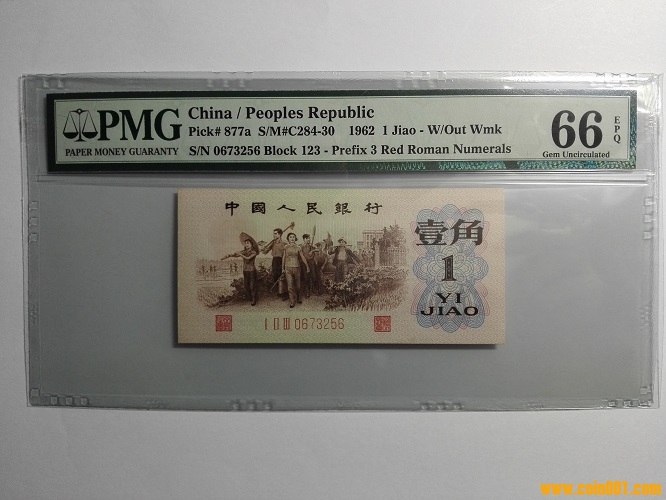 PMG
PAPER MONEY GUARANTY
China / Peoples Republic
Pick# 877a S/M#C284-30 1962 1 Jiao - W/Out Wmk
S/N 0673256 Block 123 - Prefix 3 Red Roman Numerals
66 EPQ
Gem Uncirculated
中國人民銀行
壹角
1
YI
JIAO
I II III 0673256
www.coin001.com